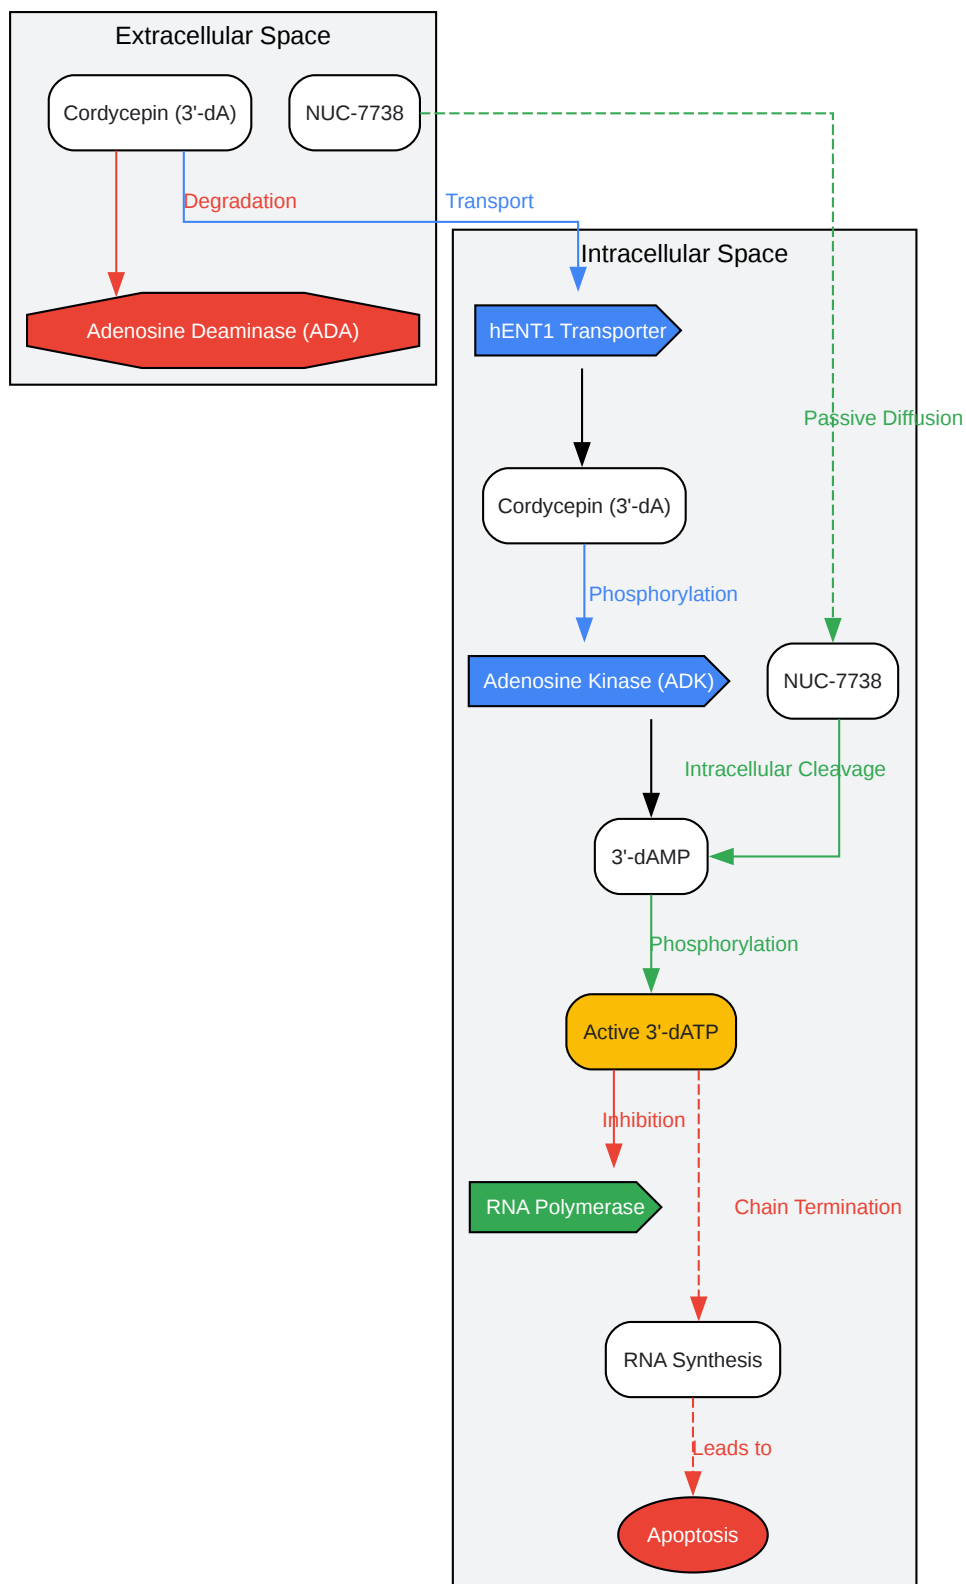 Extracellular Space
Cordycepin (3'-dA)
NUC-7738
Degradation
Transport
Adenosine Deaminase (ADA)
Intracellular Space
hENT1 Transporter
Passive Diffusion
Cordycepin (3'-dA)
Phosphorylation
Adenosine Kinase (ADK)
NUC-7738
Intracellular Cleavage
3'-dAMP
Phosphorylation
Active 3'-dATP
Inhibition
RNA Polymerase
Chain Termination
RNA Synthesis
Leads to
Apoptosis